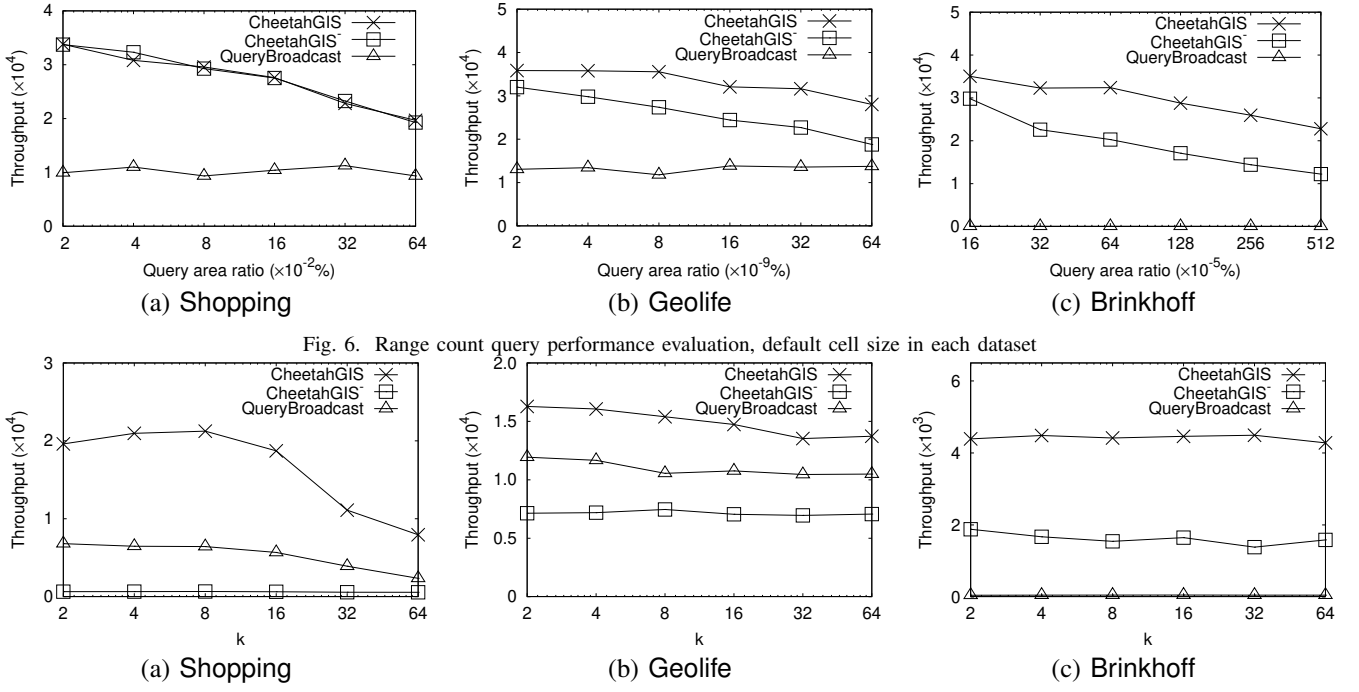 CheetahGIS
CheetahGIS⁻
QueryBroadcast
Throughput (×10⁴)
4
3
2
1
0
2 4 8 16 32 64
Query area ratio (×10⁻²%)
(a) Shopping
CheetahGIS
CheetahGIS⁻
QueryBroadcast
Throughput (×10⁴)
5
4
3
2
1
0
2 4 8 16 32 64
Query area ratio (×10⁻⁹%)
(b) Geolife
CheetahGIS
CheetahGIS⁻
QueryBroadcast
Throughput (×10⁴)
5
4
3
2
1
0
16 32 64 128 256 512
Query area ratio (×10⁻⁵%)
(c) Brinkhoff
Fig. 6. Range count query performance evaluation, default cell size in each dataset
CheetahGIS
CheetahGIS⁻
QueryBroadcast
Throughput (×10⁴)
3
2
1
0
2 4 8 16 32 64
k
(a) Shopping
CheetahGIS
CheetahGIS⁻
QueryBroadcast
Throughput (×10⁴)
2.0
1.5
1.0
0.5
0
2 4 8 16 32 64
k
(b) Geolife
CheetahGIS
CheetahGIS⁻
QueryBroadcast
Throughput (×10³)
6
4
2
0
2 4 8 16 32 64
k
(c) Brinkhoff